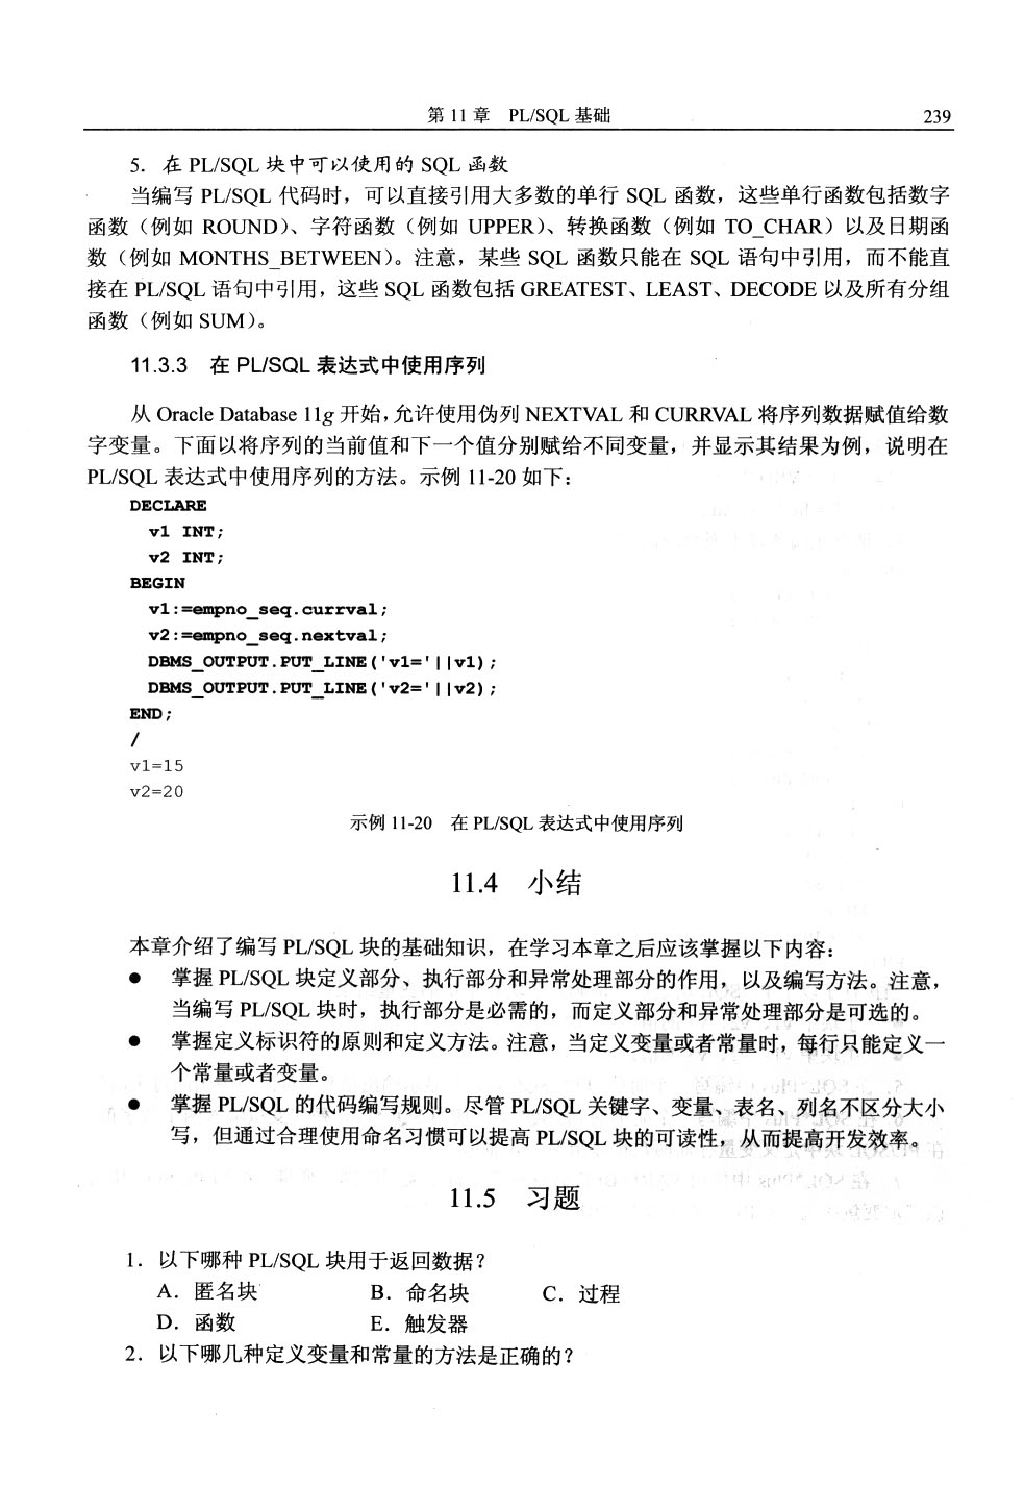 第 11 章 PL/SQL 基础 239
5．在 PL/SQL 块中可以使用的 SQL 函数
当编写 PL/SQL 代码时，可以直接引用大多数的单行 SQL 函数，这些单行函数包括数字
函数（例如 ROUND）、字符函数（例如 UPPER）、转换函数（例如 TO_CHAR）以及日期函
数（例如 MONTHS_BETWEEN）。注意，某些 SQL 函数只能在 SQL 语句中引用，而不能直
接在 PL/SQL 语句中引用，这些 SQL 函数包括 GREATEST、LEAST、DECODE 以及所有分组
函数（例如 SUM）。
11.3.3 在 PL/SQL 表达式中使用序列
从 Oracle Database 11g 开始，允许使用伪列 NEXTVAL 和 CURRVAL 将序列数据赋值给数
字变量。下面以将序列的当前值和下一个值分别赋给不同变量，并显示其结果为例，说明在
PL/SQL 表达式中使用序列的方法。示例 11-20 如下：
DECLARE
v1 INT;
v2 INT;
BEGIN
v1:=empno_seq.currval;
v2:=empno_seq.nextval;
DBMS_OUTPUT.PUT_LINE('v1='||v1);
DBMS_OUTPUT.PUT_LINE('v2='||v2);
END;
/
v1=15
v2=20
示例 11-20 在 PL/SQL 表达式中使用序列
11.4 小结
本章介绍了编写 PL/SQL 块的基础知识，在学习本章之后应该掌握以下内容：
● 掌握 PL/SQL 块定义部分、执行部分和异常处理部分的作用，以及编写方法。注意，
当编写 PL/SQL 块时，执行部分是必需的，而定义部分和异常处理部分是可选的。
● 掌握定义标识符的原则和定义方法。注意，当定义变量或者常量时，每行只能定义一
个常量或者变量。
● 掌握 PL/SQL 的代码编写规则。尽管 PL/SQL 关键字、变量、表名、列名不区分大小
写，但通过合理使用命名习惯可以提高 PL/SQL 块的可读性，从而提高开发效率。
11.5 习题
1．以下哪种 PL/SQL 块用于返回数据？
A．匿名块 B．命名块 C．过程
D．函数 E．触发器
2．以下哪几种定义变量和常量的方法是正确的？